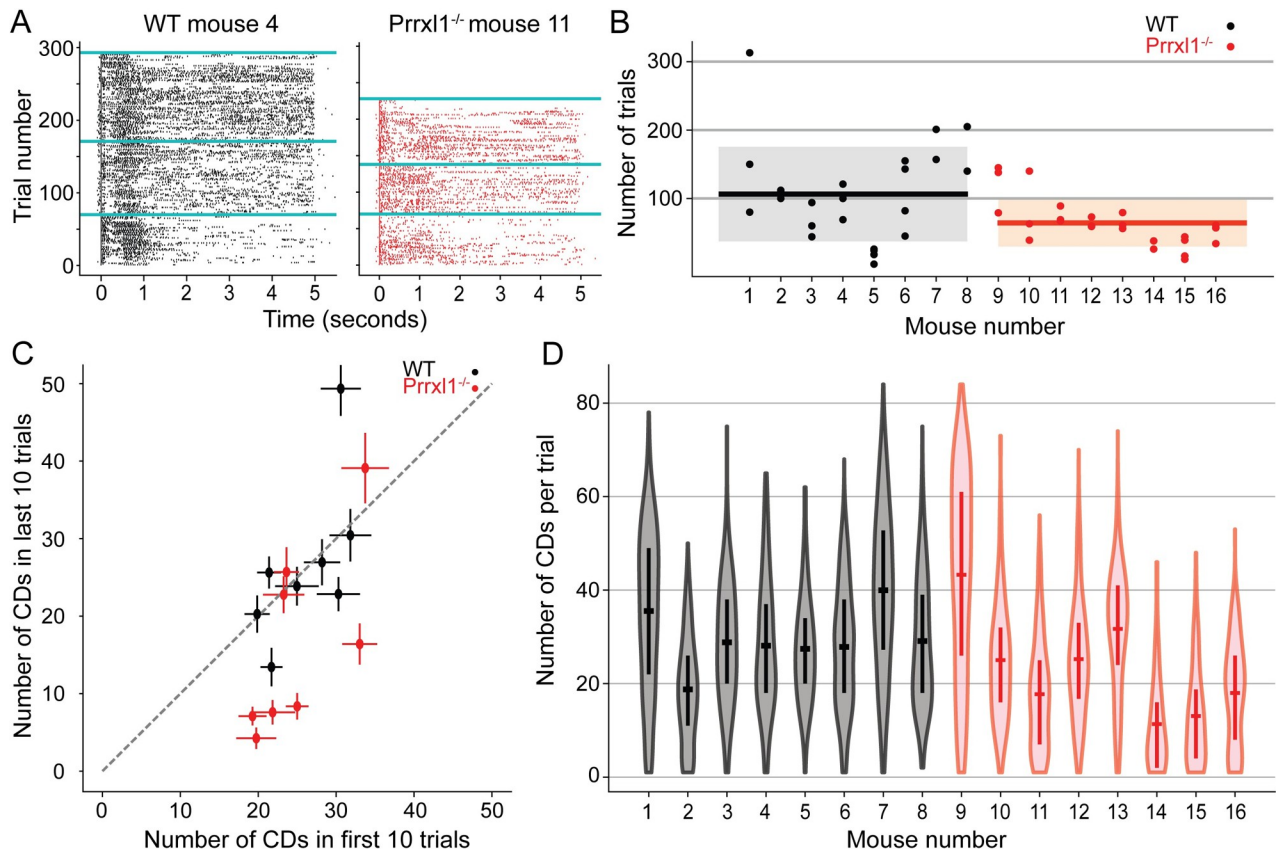 A
WT mouse 4
Prrxl1-/- mouse 11
Trial number
300
200
100
0
0 1 2 3 4 5
0 1 2 3 4 5
Time (seconds)
B
WT
Prrxl1-/-
Number of trials
300
200
100
1 2 3 4 5 6 7 8 9 10 11 12 13 14 15 16
Mouse number
C
WT
Prrxl1-/-
Number of CDs in last 10 trials
50
40
30
20
10
0
0 10 20 30 40 50
Number of CDs in first 10 trials
D
Number of CDs per trial
80
60
40
20
0
1 2 3 4 5 6 7 8 9 10 11 12 13 14 15 16
Mouse number